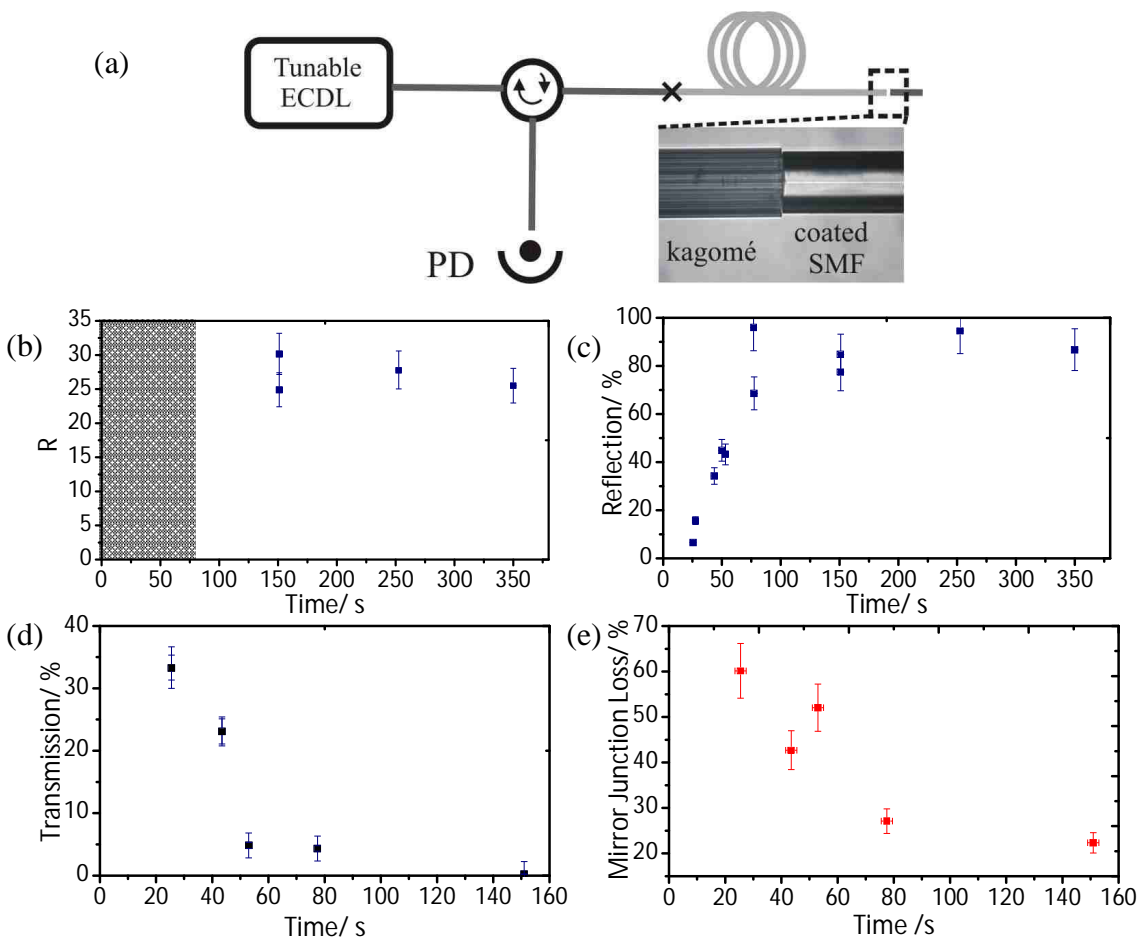 (a)
Tunable
ECDL
PD
kagomé
coated
SMF
(b)
35
30
25
20
15
10
5
0
R
0 50 100 150 200 250 300 350
Time/ s
(c)
100
80
60
40
20
0
Reflection/ %
0 50 100 150 200 250 300 350
Time/ s
(d)
40
30
20
10
0
Transmission/ %
0 20 40 60 80 100 120 140 160
Time/ s
(e)
70
60
50
40
30
20
Mirror Junction Loss/ %
0 20 40 60 80 100 120 140 160
Time /s